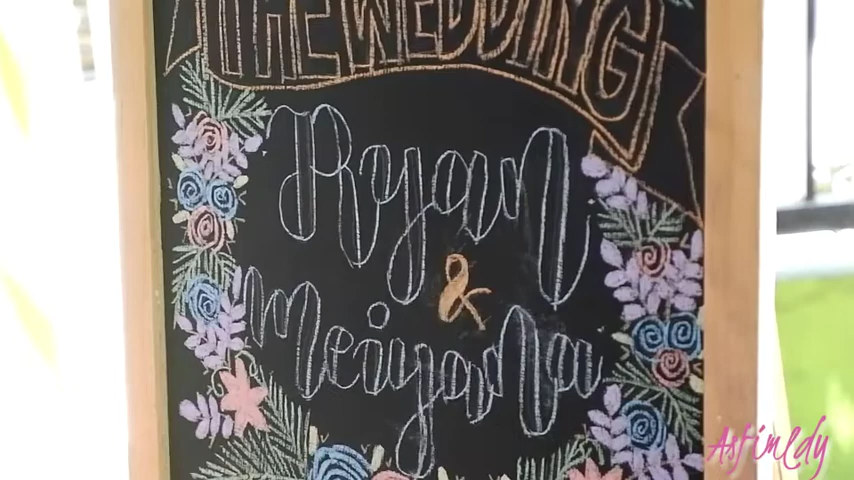 THE WEDDING
Ryan
&
Meiyana
Asfimldy